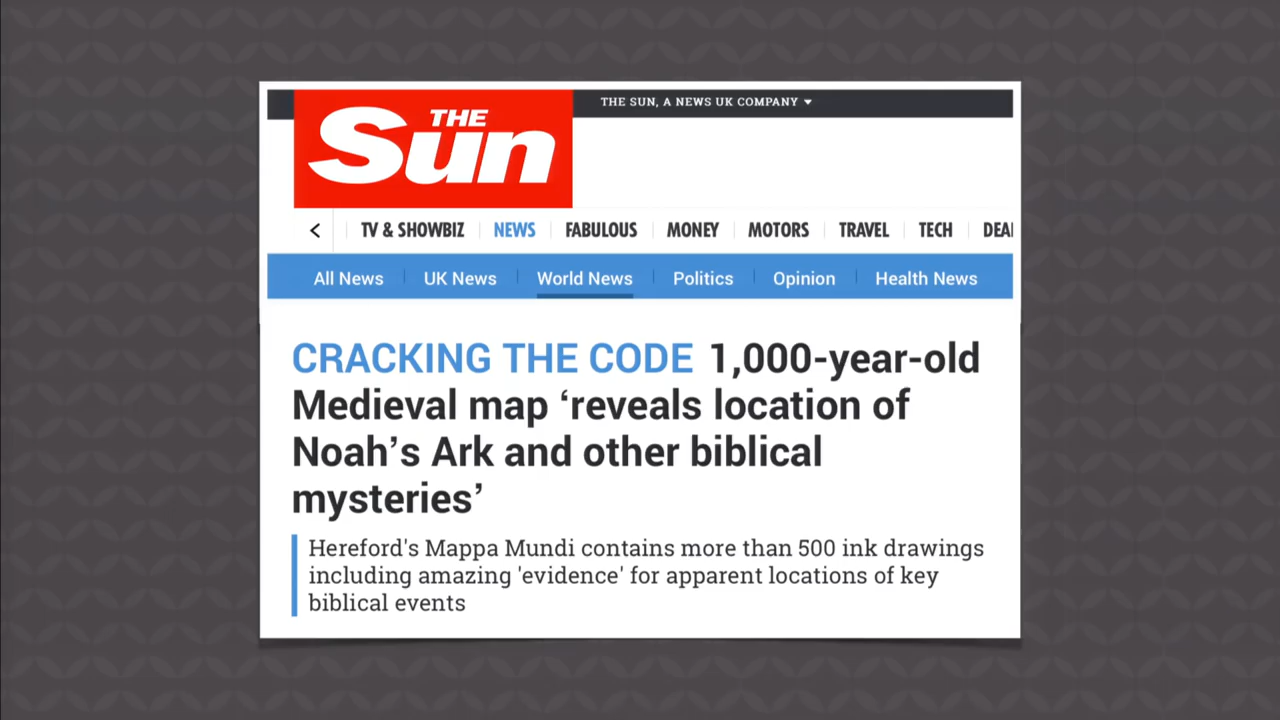 THE SUN, A NEWS UK COMPANY
THE
Sun
TV & SHOWBIZ NEWS FABULOUS MONEY MOTORS TRAVEL TECH
All News UK News World News Politics Opinion Health News
CRACKING THE CODE 1,000-year-old
Medieval map ‘reveals location of
Noah’s Ark and other biblical
mysteries’
Hereford's Mappa Mundi contains more than 500 ink drawings
including amazing 'evidence' for apparent locations of key
biblical events